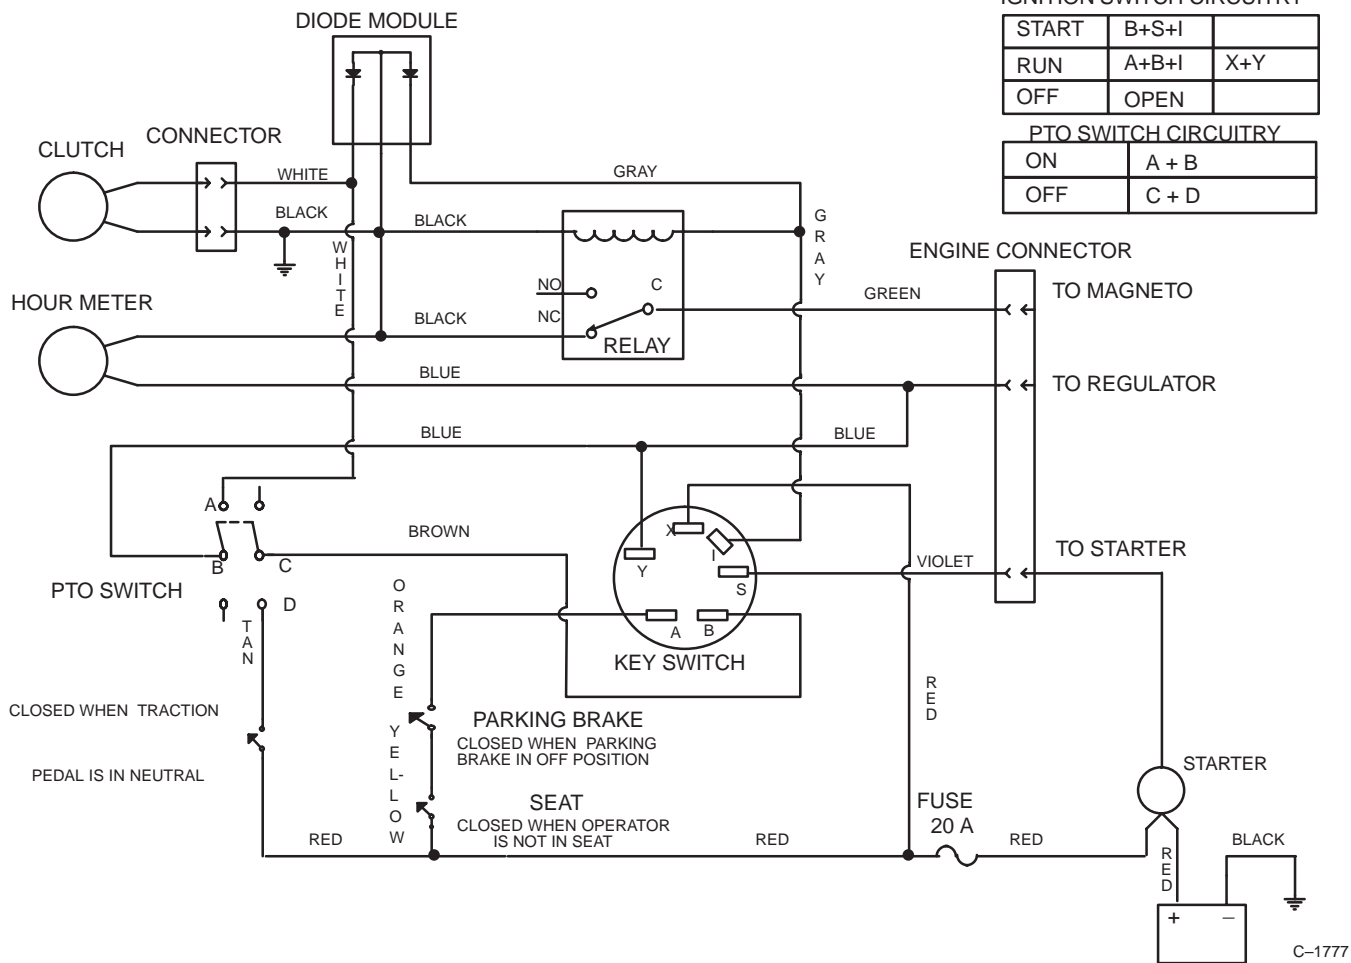 IGNITION SWITCH CIRCUITRY
START B+S+I
RUN A+B+I X+Y
OFF OPEN
PTO SWITCH CIRCUITRY
ON A + B
OFF C + D
DIODE MODULE
CONNECTOR
CLUTCH
WHITE
GRAY
BLACK
BLACK
GRAY
WHITE
ENGINE CONNECTOR
NO
C
GREEN
TO MAGNETO
HOUR METER
BLACK
NC
RELAY
BLUE
TO REGULATOR
BLUE
BLUE
A
BROWN
X
I
VIOLET
TO STARTER
B
C
Y
S
PTO SWITCH
D
TAN
ORANGE
A
B
KEY SWITCH
RED
CLOSED WHEN TRACTION
PEDAL IS IN NEUTRAL
YEL-
LOW
PARKING BRAKE
CLOSED WHEN PARKING
BRAKE IN OFF POSITION
STARTER
SEAT
CLOSED WHEN OPERATOR
IS NOT IN SEAT
FUSE
20 A
RED
RED
RED
RED
BLACK
+
–
C–1777